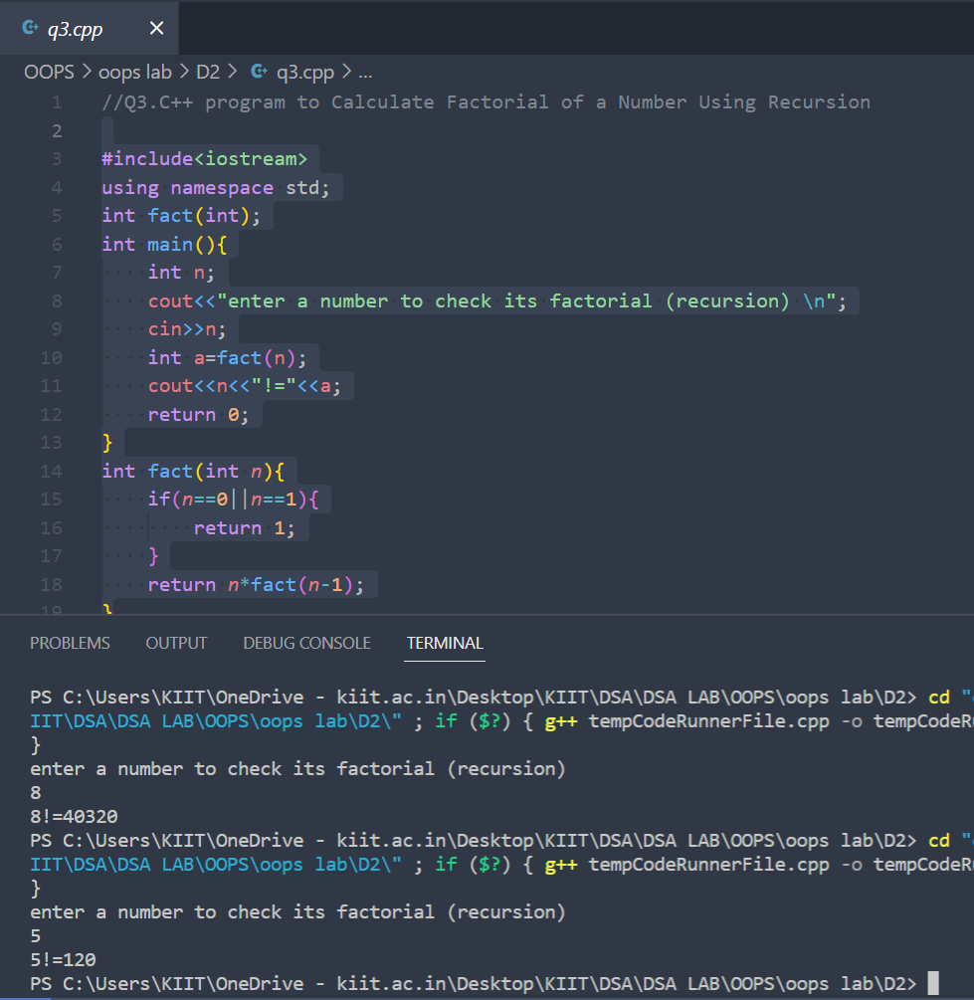 q3.cpp
OOPS > oops lab > D2 > q3.cpp > ...
1 //Q3.C++ program to Calculate Factorial of a Number Using Recursion
2
3 #include<iostream>
4 using namespace std;
5 int fact(int);
6 int main(){
7 int n;
8 cout<<"enter a number to check its factorial (recursion) \n";
9 cin>>n;
10 int a=fact(n);
11 cout<<n<<"!="<<a;
12 return 0;
13 }
14 int fact(int n){
15 if(n==0||n==1){
16 return 1;
17 }
18 return n*fact(n-1);
19 }
PROBLEMS OUTPUT DEBUG CONSOLE TERMINAL
PS C:\Users\KIIT\OneDrive - kiit.ac.in\Desktop\KIIT\DSA\DSA LAB\OOPS\oops lab\D2> cd "
IIT\DSA\DSA LAB\OOPS\oops lab\D2\" ; if ($?) { g++ tempCodeRunnerFile.cpp -o tempCodeR
}
enter a number to check its factorial (recursion)
8
8!=40320
PS C:\Users\KIIT\OneDrive - kiit.ac.in\Desktop\KIIT\DSA\DSA LAB\OOPS\oops lab\D2> cd "
IIT\DSA\DSA LAB\OOPS\oops lab\D2\" ; if ($?) { g++ tempCodeRunnerFile.cpp -o tempCodeR
}
enter a number to check its factorial (recursion)
5
5!=120
PS C:\Users\KIIT\OneDrive - kiit.ac.in\Desktop\KIIT\DSA\DSA LAB\OOPS\oops lab\D2>